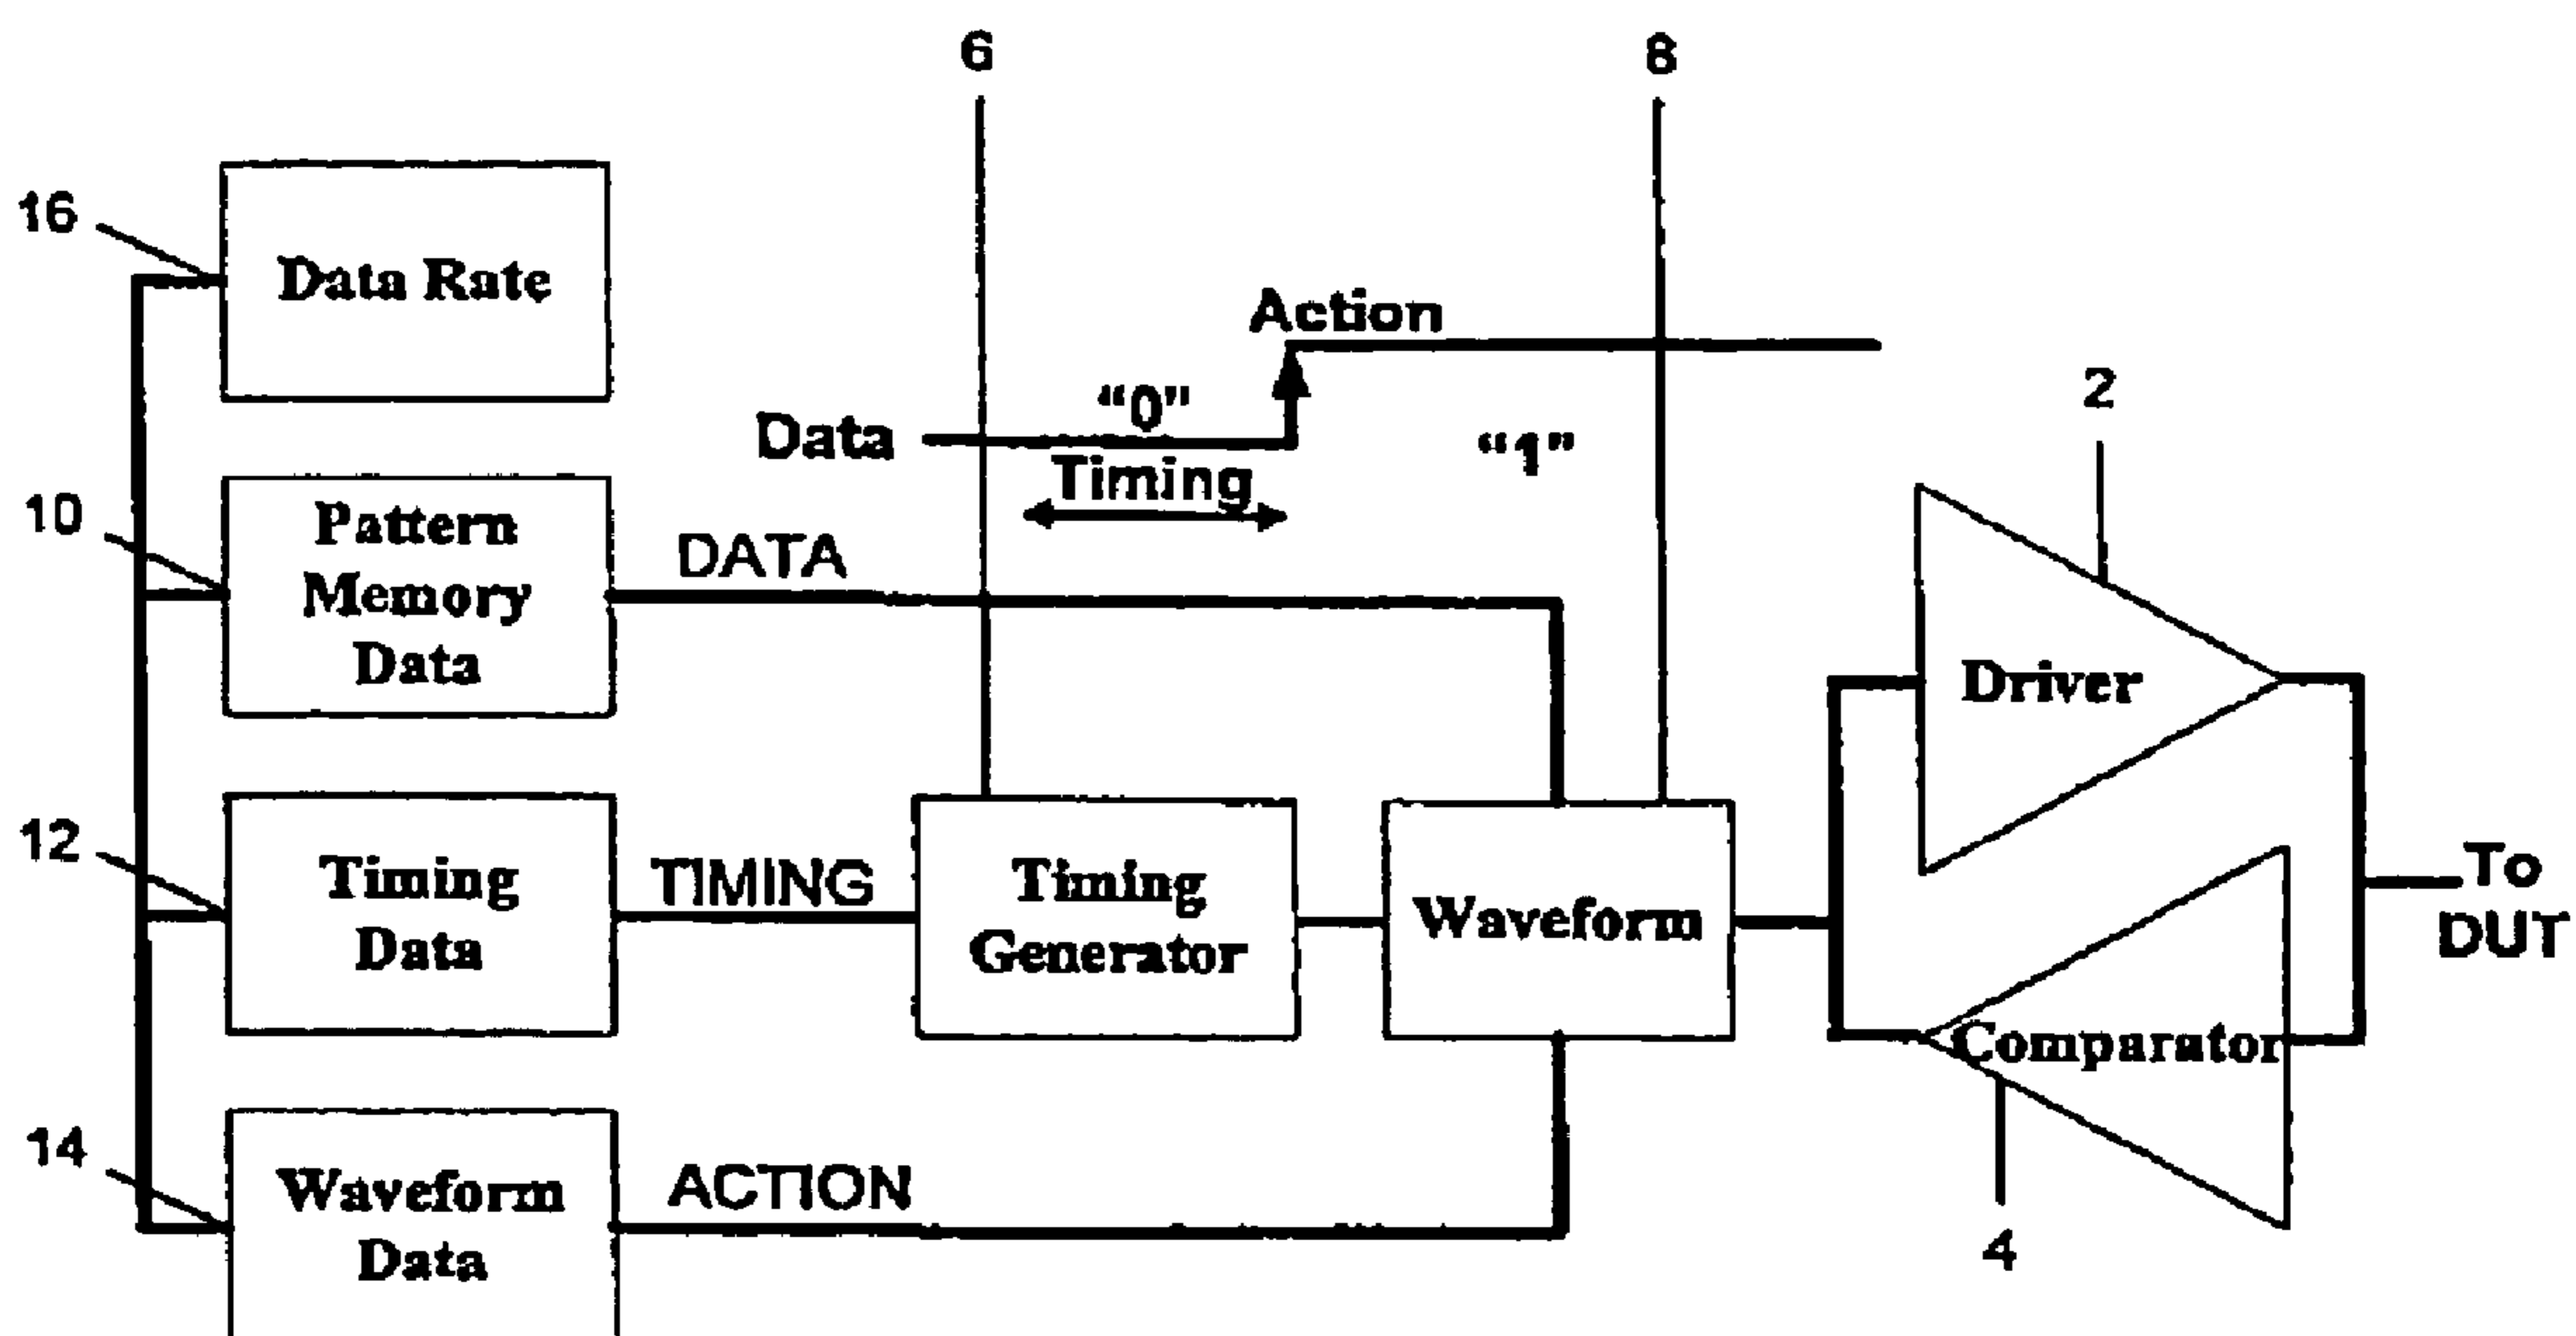 6
8
16
Data Rate
Action
2
"0"
Data
"1"
Timing
10
Pattern
Memory
Data
DATA
Driver
12
Timing
Data
TIMING
Timing
Generator
Waveform
To
DUT
Comparator
14
Waveform
Data
ACTION
4